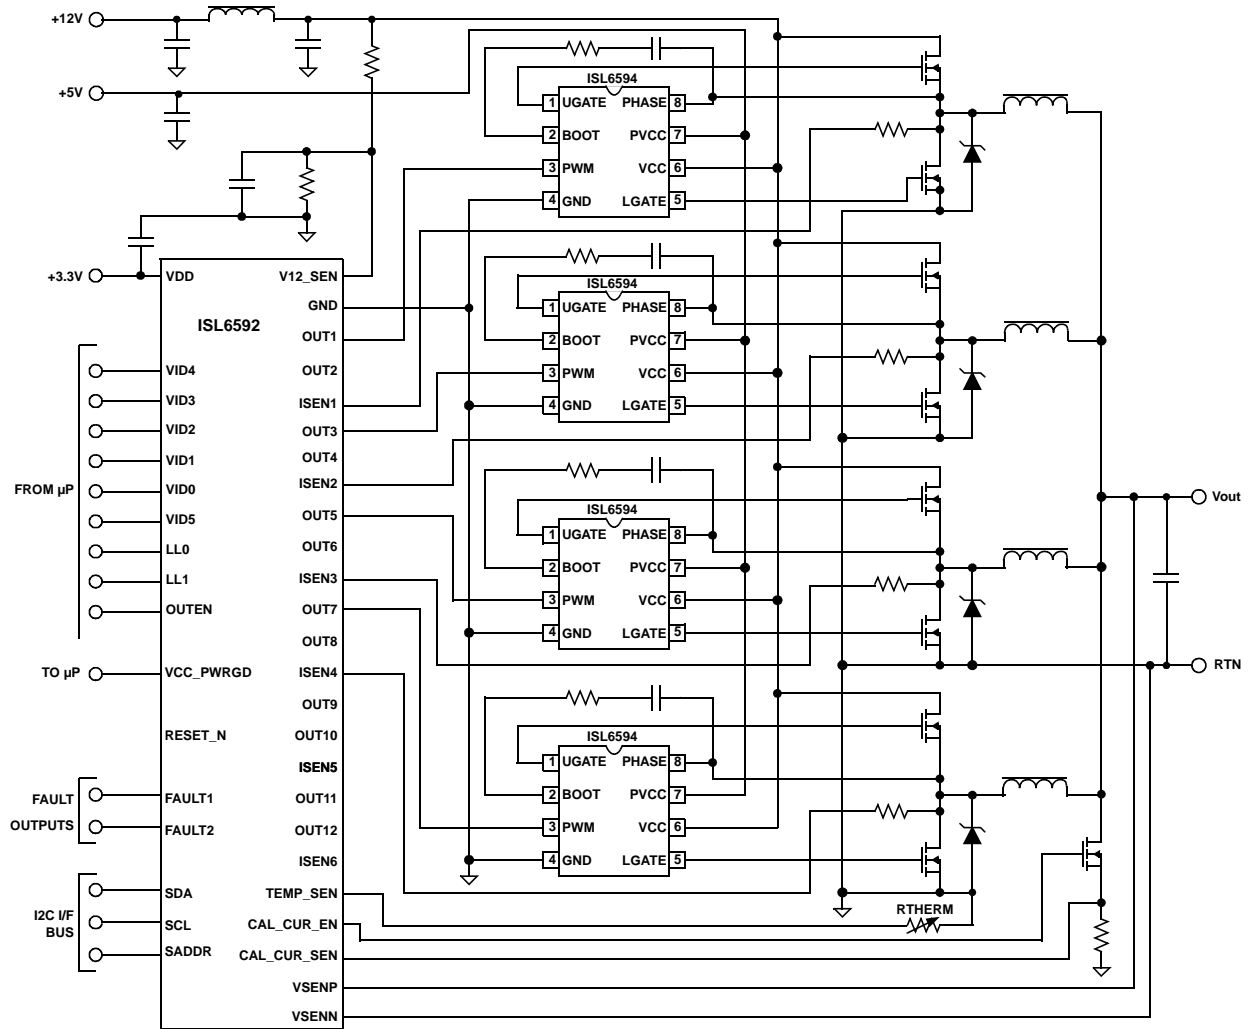 +12V
+5V
+3.3V
FROM µP
TO µP
FAULT
OUTPUTS
I2C I/F
BUS
ISL6592
VDD
VID4
VID3
VID2
VID1
VID0
VID5
LL0
LL1
OUTEN
VCC_PWRGD
RESET_N
FAULT1
FAULT2
SDA
SCL
SADDR
V12_SEN
GND
OUT1
OUT2
ISEN1
OUT3
OUT4
ISEN2
OUT5
OUT6
ISEN3
OUT7
OUT8
ISEN4
OUT9
OUT10
ISEN5
OUT11
OUT12
ISEN6
TEMP_SEN
CAL_CUR_EN
CAL_CUR_SEN
VSENP
VSENN
ISL6594
1 UGATE PHASE 8
2 BOOT PVCC 7
3 PWM VCC 6
4 GND LGATE 5
ISL6594
1 UGATE PHASE 8
2 BOOT PVCC 7
3 PWM VCC 6
4 GND LGATE 5
ISL6594
1 UGATE PHASE 8
2 BOOT PVCC 7
3 PWM VCC 6
4 GND LGATE 5
ISL6594
1 UGATE PHASE 8
2 BOOT PVCC 7
3 PWM VCC 6
4 GND LGATE 5
RTHERM
Vout
RTN